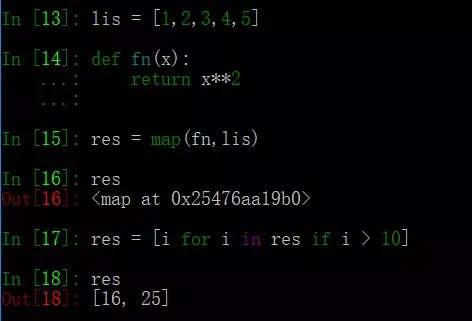 In [13]: lis = [1,2,3,4,5]
In [14]: def fn(x):
...: return x**2
...:
In [15]: res = map(fn,lis)
In [16]: res
Out[16]: <map at 0x25476aa19b0>
In [17]: res = [i for i in res if i > 10]
In [18]: res
Out[18]: [16, 25]